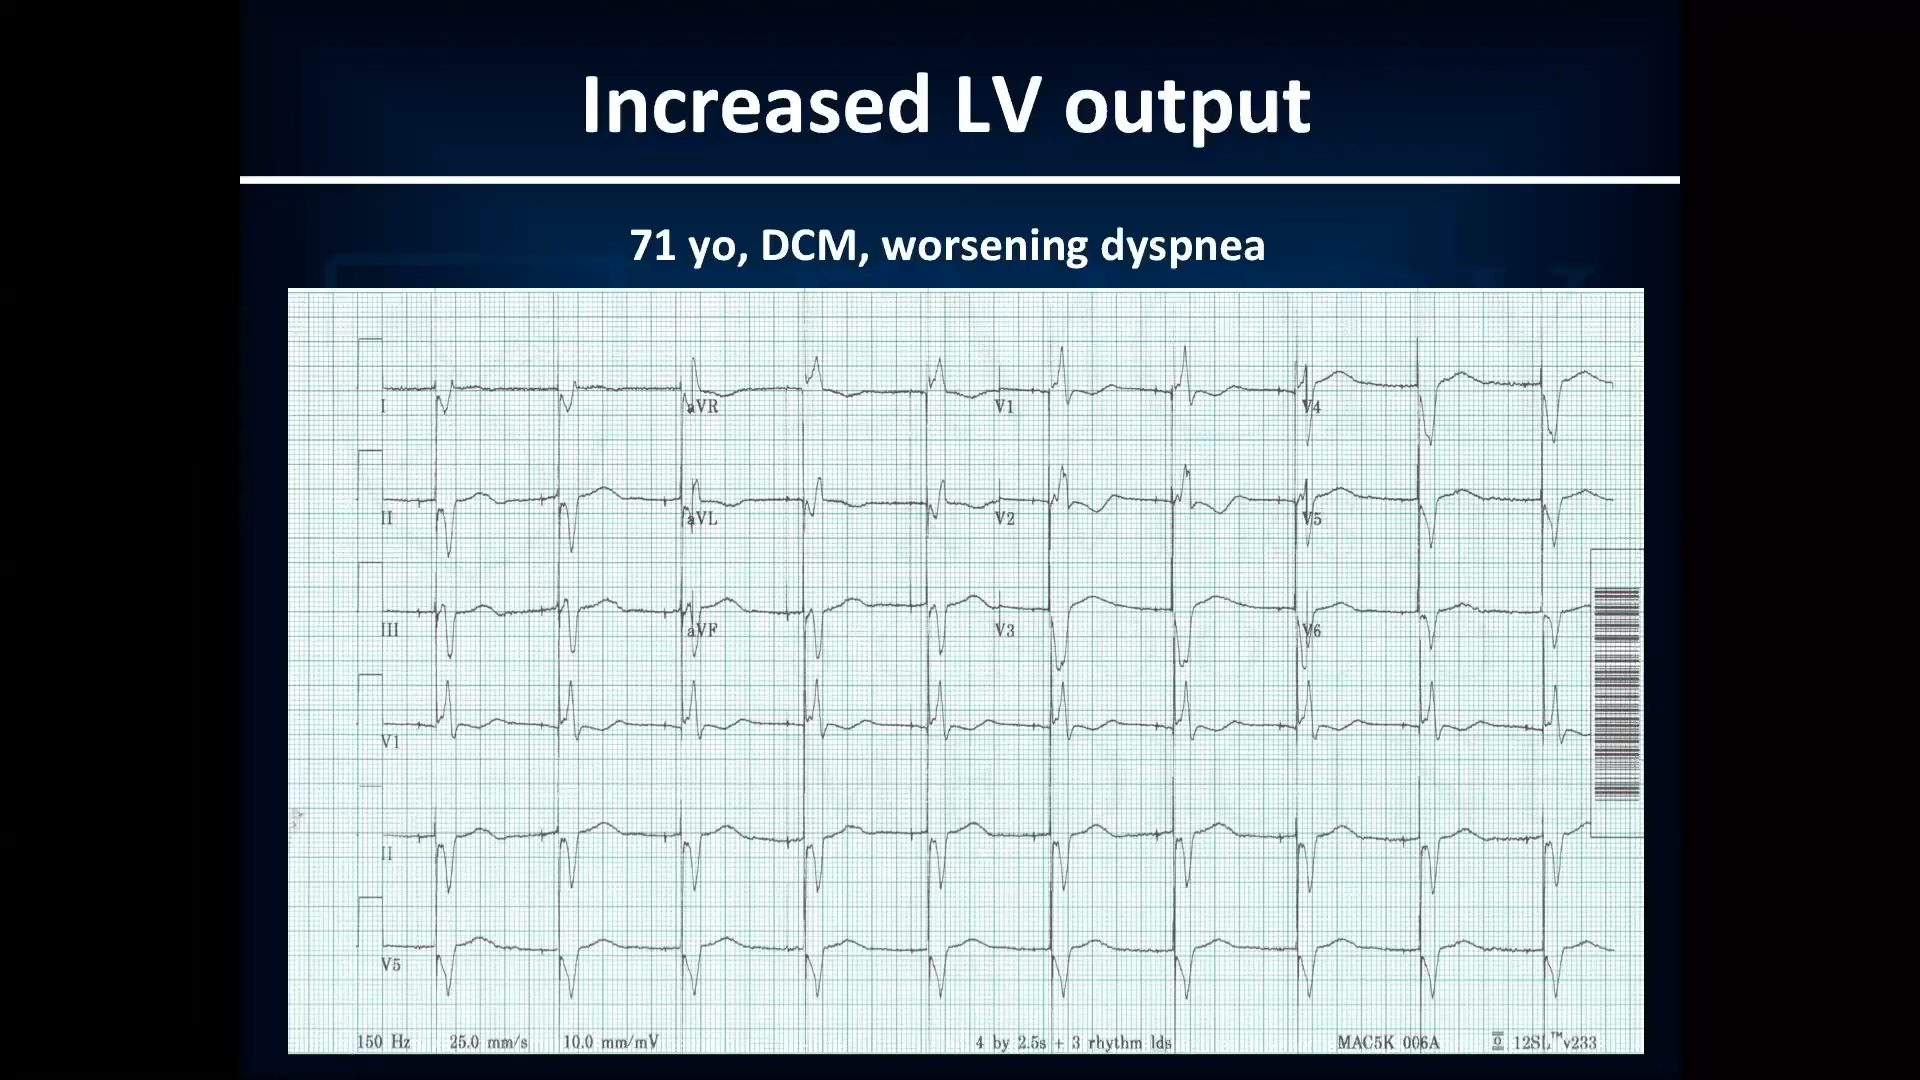 Increased LV output
71 yo, DCM, worsening dyspnea
I aVR V1 V4
II aVL V2 V5
III aVF V3 V6
V1
II
V5
150 Hz 25.0 mm/s 10.0 mm/mV 4 by 2.5s + 3 rhythm lds MAC5K 006A 12SL™ v233